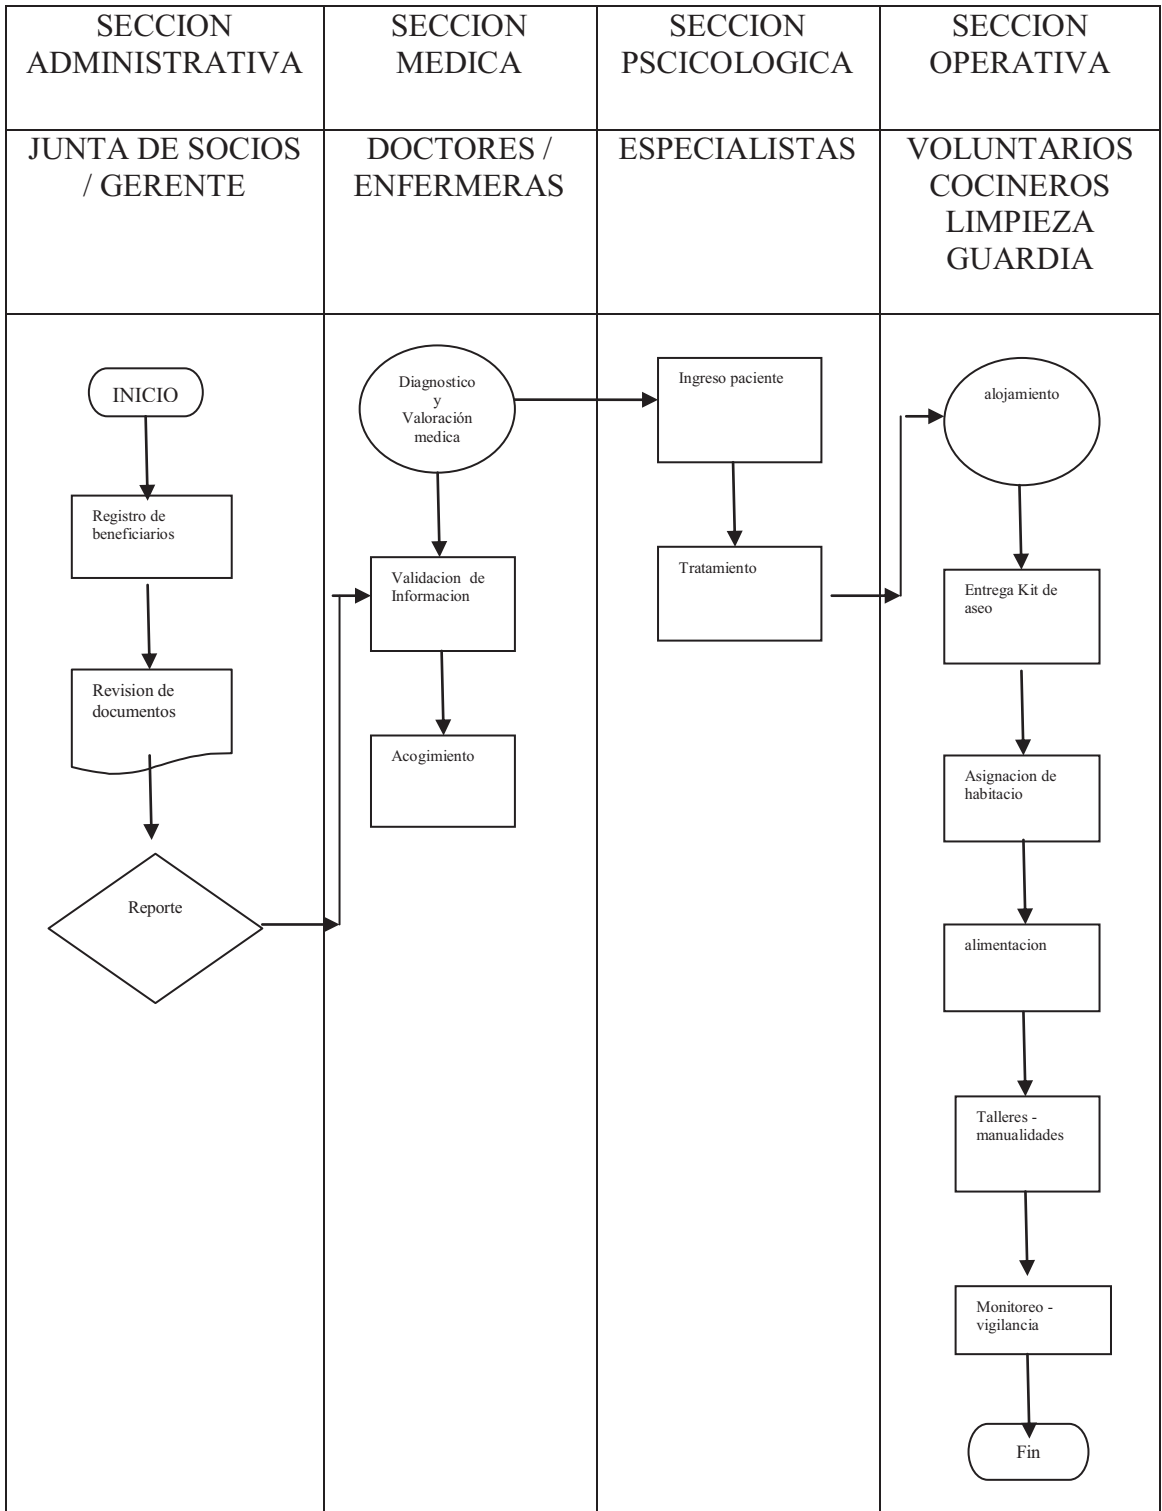 SECCION
ADMINISTRATIVA
SECCION
MEDICA
SECCION
PSCICOLOGICA
SECCION
OPERATIVA
JUNTA DE SOCIOS
/ GERENTE
DOCTORES /
ENFERMERAS
ESPECIALISTAS
VOLUNTARIOS
COCINEROS
LIMPIEZA
GUARDIA
INICIO
Registro de
beneficiarios
Revision de
documentos
Reporte
Diagnostico
y
Valoración
medica
Validacion de
Informacion
Acogimiento
Ingreso paciente
Tratamiento
alojamiento
Entrega Kit de
aseo
Asignacion de
habitacio
alimentacion
Talleres -
manualidades
Monitoreo -
vigilancia
Fin